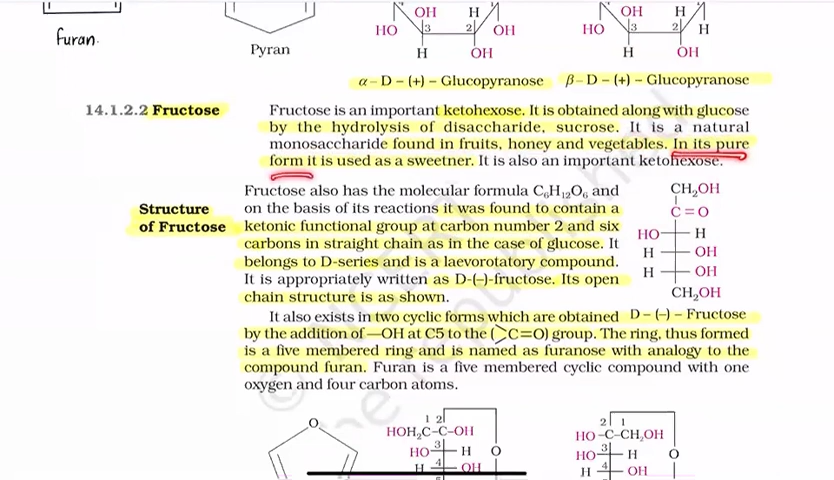 OH H
HO 3 2 OH
H OH
OH H
HO 3 2 H
H OH
furan.
Pyran
α – D – (+) – Glucopyranose
β – D – (+) – Glucopyranose
14.1.2.2 Fructose
Fructose is an important ketohexose. It is obtained along with glucose
by the hydrolysis of disaccharide, sucrose. It is a natural
monosaccharide found in fruits, honey and vegetables. In its pure
form it is used as a sweetner. It is also an important ketohexose.
Structure
of Fructose
Fructose also has the molecular formula C₆H₁₂O₆ and
on the basis of its reactions it was found to contain a
ketonic functional group at carbon number 2 and six
carbons in straight chain as in the case of glucose. It
belongs to D-series and is a laevorotatory compound.
It is appropriately written as D-(–)-fructose. Its open
chain structure is as shown.
CH₂OH
C=O
HO H
H OH
H OH
CH₂OH
D – (–) – Fructose
It also exists in two cyclic forms which are obtained
by the addition of —OH at C5 to the (>C=O) group. The ring, thus formed
is a five membered ring and is named as furanose with analogy to the
compound furan. Furan is a five membered cyclic compound with one
oxygen and four carbon atoms.
O
1 2
HOH₂C–C–OH
HO 3 H O
H 4 OH
2 1
HO–C–CH₂OH
HO 3 H O
H 4 OH